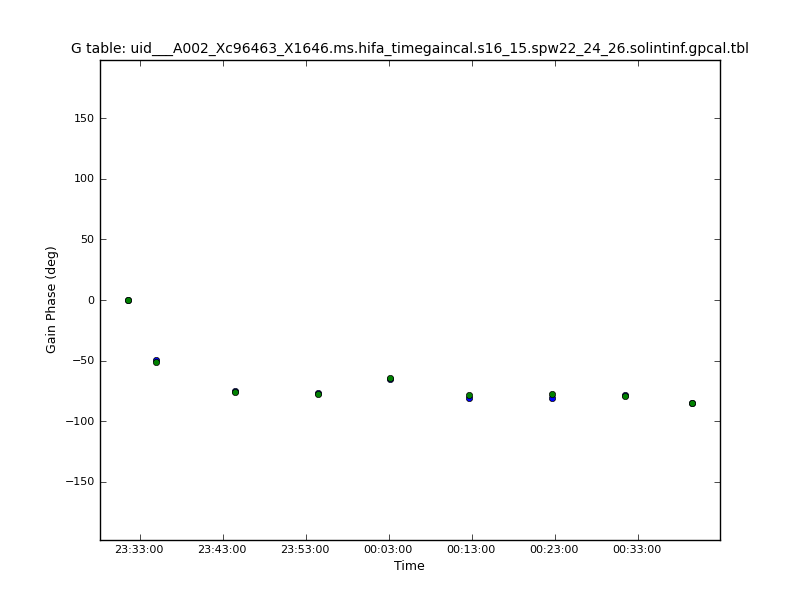 G table: uid___A002_Xc96463_X1646.ms.hifa_timegaincal.s16_15.spw22_24_26.solintinf.gpcal.tbl
150
100
50
0
−50
−100
−150
Gain Phase (deg)
23:33:00 23:43:00 23:53:00 00:03:00 00:13:00 00:23:00 00:33:00
Time